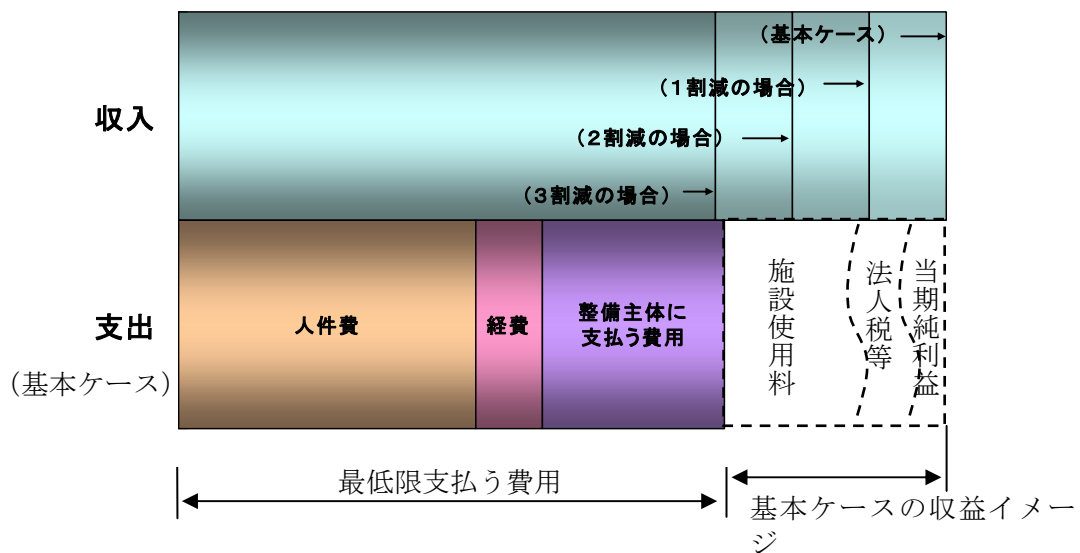 (基本ケース)
(1割減の場合)
収入
(2割減の場合)
(3割減の場合)
人件費
経費
整備主体に
支払う費用
施設使用料
法人税等
当期純利益
支出
(基本ケース)
最低限支払う費用
基本ケースの収益イメー
ジ